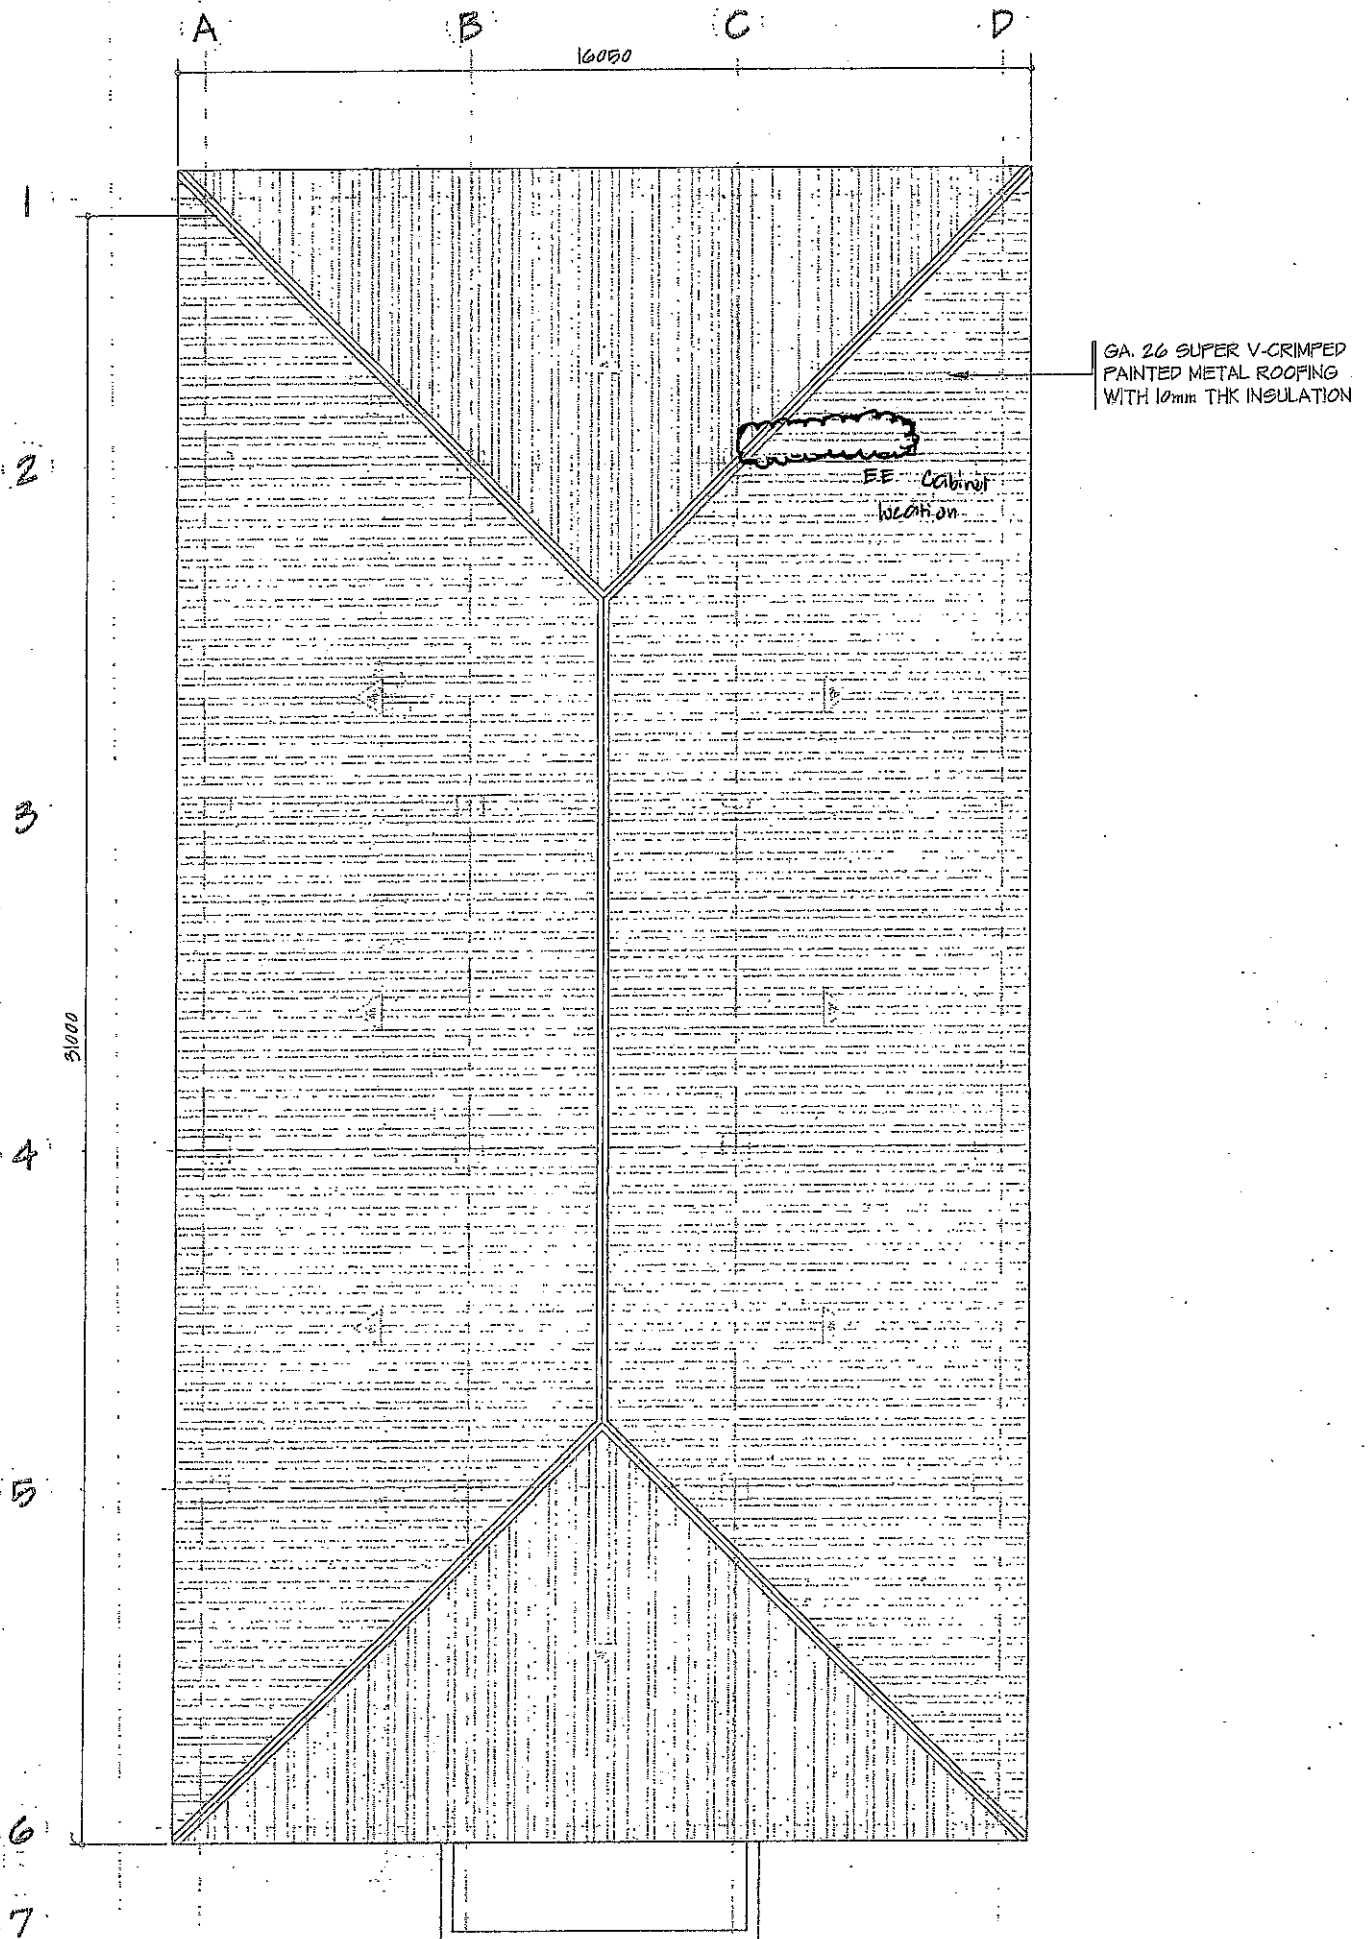 A B C D
16050
1
GA. 26 SUPER V-CRIMPED
PAINTED METAL ROOFING
WITH 10mm THK INSULATION
2
EE Cabinet
location
3
31000
4
5
6
7